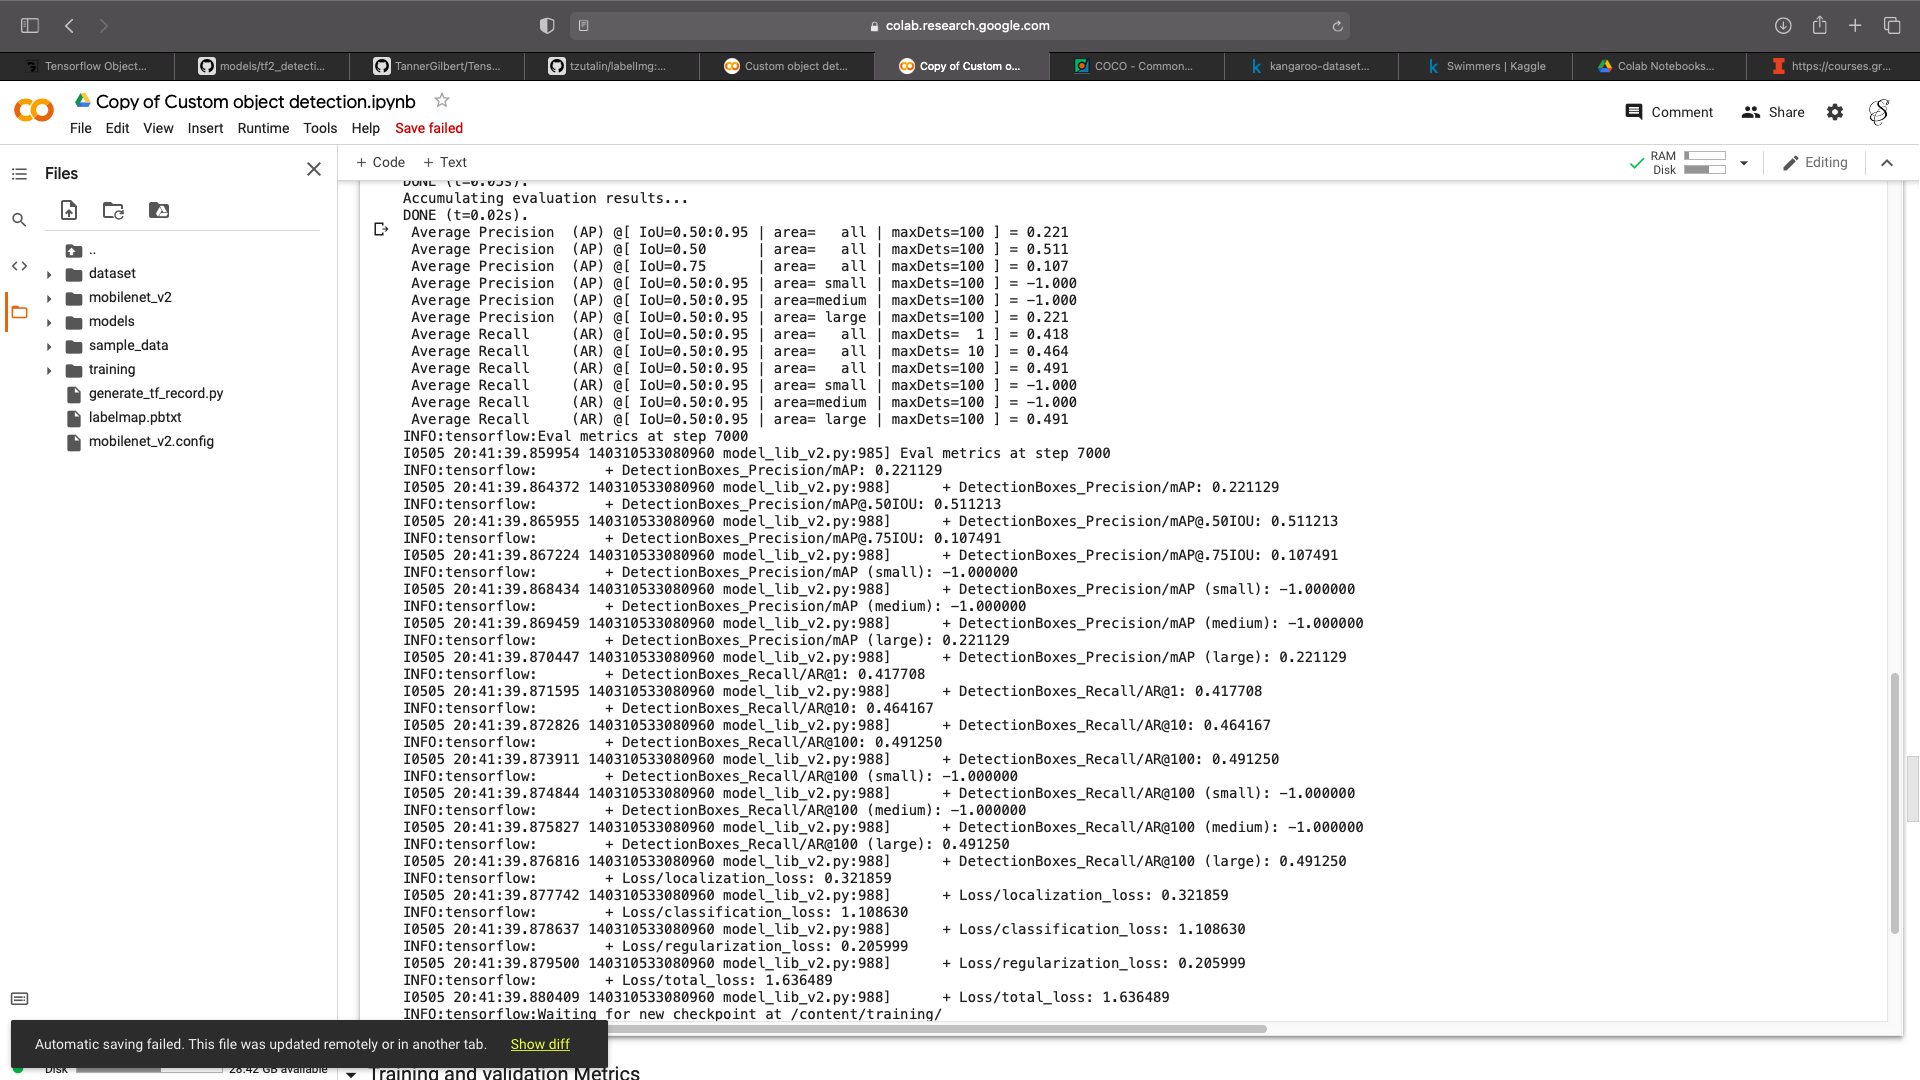 colab.research.google.com
Tensorflow Object...
models/tf2_detecti...
TannerGilbert/Tens...
tzutalin/labelImg:...
Custom object det...
Copy of Custom o...
COCO - Common...
kangaroo-dataset...
Swimmers | Kaggle
Colab Notebooks...
https://courses.gr...
Copy of Custom object detection.ipynb
Comment
Share
File Edit View Insert Runtime Tools Help Save failed
Files
+ Code + Text
RAM
Disk
Editing
..
dataset
mobilenet_v2
models
sample_data
training
generate_tf_record.py
labelmap.pbtxt
mobilenet_v2.config
DONE (t=0.05s).
Accumulating evaluation results...
DONE (t=0.02s).
Average Precision  (AP) @[ IoU=0.50:0.95 | area=   all | maxDets=100 ] = 0.221
Average Precision  (AP) @[ IoU=0.50      | area=   all | maxDets=100 ] = 0.511
Average Precision  (AP) @[ IoU=0.75      | area=   all | maxDets=100 ] = 0.107
Average Precision  (AP) @[ IoU=0.50:0.95 | area= small | maxDets=100 ] = -1.000
Average Precision  (AP) @[ IoU=0.50:0.95 | area=medium | maxDets=100 ] = -1.000
Average Precision  (AP) @[ IoU=0.50:0.95 | area= large | maxDets=100 ] = 0.221
Average Recall     (AR) @[ IoU=0.50:0.95 | area=   all | maxDets=  1 ] = 0.418
Average Recall     (AR) @[ IoU=0.50:0.95 | area=   all | maxDets= 10 ] = 0.464
Average Recall     (AR) @[ IoU=0.50:0.95 | area=   all | maxDets=100 ] = 0.491
Average Recall     (AR) @[ IoU=0.50:0.95 | area= small | maxDets=100 ] = -1.000
Average Recall     (AR) @[ IoU=0.50:0.95 | area=medium | maxDets=100 ] = -1.000
Average Recall     (AR) @[ IoU=0.50:0.95 | area= large | maxDets=100 ] = 0.491
INFO:tensorflow:Eval metrics at step 7000
I0505 20:41:39.859954 140310533080960 model_lib_v2.py:985] Eval metrics at step 7000
INFO:tensorflow:        + DetectionBoxes_Precision/mAP: 0.221129
I0505 20:41:39.864372 140310533080960 model_lib_v2.py:988]      + DetectionBoxes_Precision/mAP: 0.221129
INFO:tensorflow:        + DetectionBoxes_Precision/mAP@.50IOU: 0.511213
I0505 20:41:39.865955 140310533080960 model_lib_v2.py:988]      + DetectionBoxes_Precision/mAP@.50IOU: 0.511213
INFO:tensorflow:        + DetectionBoxes_Precision/mAP@.75IOU: 0.107491
I0505 20:41:39.867224 140310533080960 model_lib_v2.py:988]      + DetectionBoxes_Precision/mAP@.75IOU: 0.107491
INFO:tensorflow:        + DetectionBoxes_Precision/mAP (small): -1.000000
I0505 20:41:39.868434 140310533080960 model_lib_v2.py:988]      + DetectionBoxes_Precision/mAP (small): -1.000000
INFO:tensorflow:        + DetectionBoxes_Precision/mAP (medium): -1.000000
I0505 20:41:39.869459 140310533080960 model_lib_v2.py:988]      + DetectionBoxes_Precision/mAP (medium): -1.000000
INFO:tensorflow:        + DetectionBoxes_Precision/mAP (large): 0.221129
I0505 20:41:39.870447 140310533080960 model_lib_v2.py:988]      + DetectionBoxes_Precision/mAP (large): 0.221129
INFO:tensorflow:        + DetectionBoxes_Recall/AR@1: 0.417708
I0505 20:41:39.871595 140310533080960 model_lib_v2.py:988]      + DetectionBoxes_Recall/AR@1: 0.417708
INFO:tensorflow:        + DetectionBoxes_Recall/AR@10: 0.464167
I0505 20:41:39.872826 140310533080960 model_lib_v2.py:988]      + DetectionBoxes_Recall/AR@10: 0.464167
INFO:tensorflow:        + DetectionBoxes_Recall/AR@100: 0.491250
I0505 20:41:39.873911 140310533080960 model_lib_v2.py:988]      + DetectionBoxes_Recall/AR@100: 0.491250
INFO:tensorflow:        + DetectionBoxes_Recall/AR@100 (small): -1.000000
I0505 20:41:39.874844 140310533080960 model_lib_v2.py:988]      + DetectionBoxes_Recall/AR@100 (small): -1.000000
INFO:tensorflow:        + DetectionBoxes_Recall/AR@100 (medium): -1.000000
I0505 20:41:39.875827 140310533080960 model_lib_v2.py:988]      + DetectionBoxes_Recall/AR@100 (medium): -1.000000
INFO:tensorflow:        + DetectionBoxes_Recall/AR@100 (large): 0.491250
I0505 20:41:39.876816 140310533080960 model_lib_v2.py:988]      + DetectionBoxes_Recall/AR@100 (large): 0.491250
INFO:tensorflow:        + Loss/localization_loss: 0.321859
I0505 20:41:39.877742 140310533080960 model_lib_v2.py:988]      + Loss/localization_loss: 0.321859
INFO:tensorflow:        + Loss/classification_loss: 1.108630
I0505 20:41:39.878637 140310533080960 model_lib_v2.py:988]      + Loss/classification_loss: 1.108630
INFO:tensorflow:        + Loss/regularization_loss: 0.205999
I0505 20:41:39.879500 140310533080960 model_lib_v2.py:988]      + Loss/regularization_loss: 0.205999
INFO:tensorflow:        + Loss/total_loss: 1.636489
I0505 20:41:39.880409 140310533080960 model_lib_v2.py:988]      + Loss/total_loss: 1.636489
INFO:tensorflow:Waiting for new checkpoint at /content/training/
Automatic saving failed. This file was updated remotely or in another tab. Show diff
Disk 28.42 GB available
Training and validation Metrics